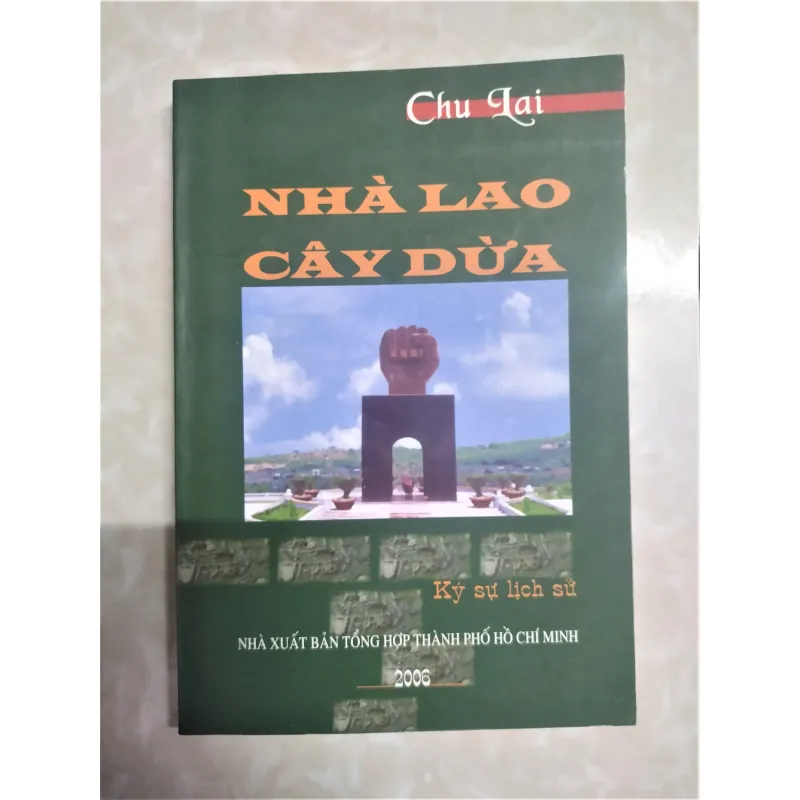 Chu Lai
NHÀ LAO
CÂY DỪA
Ký sự lịch sử
NHÀ XUẤT BẢN TỔNG HỢP THÀNH PHỐ HỒ CHÍ MINH
2006